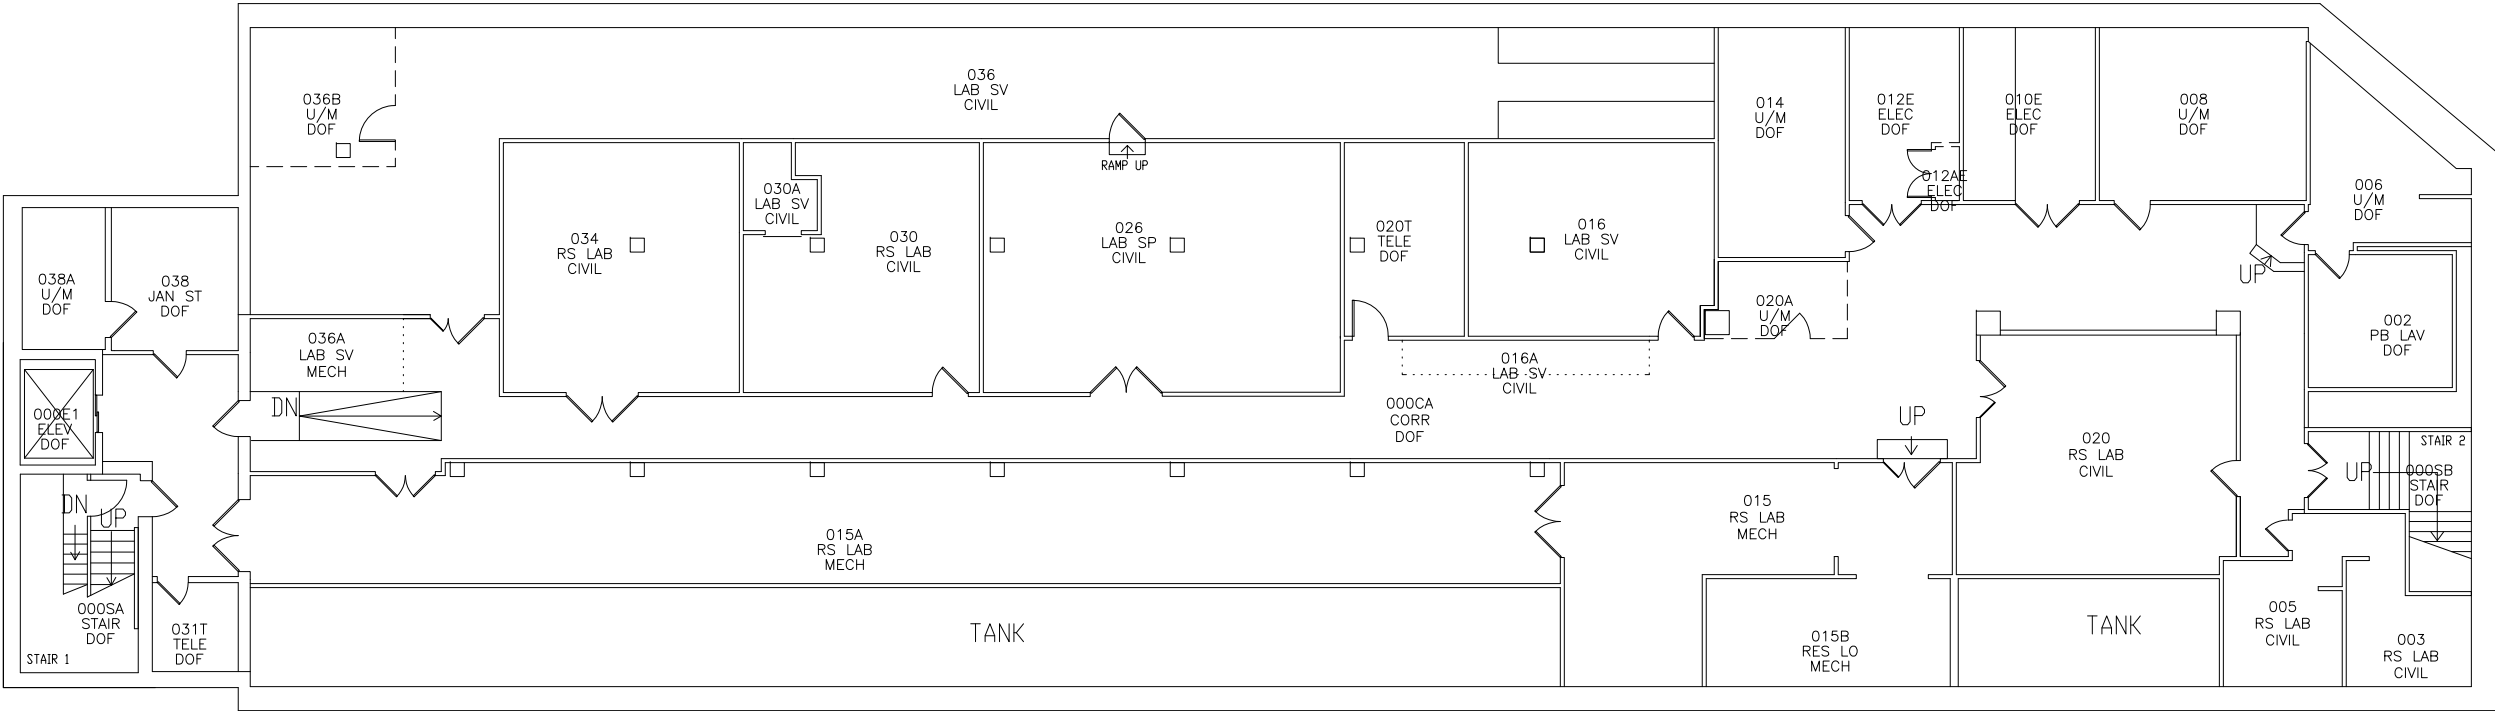 036
LAB SV
CIVIL
036B
U/M
DOF
014
U/M
DOF
012E
ELEC
DOF
010E
ELEC
DOF
008
U/M
DOF
RAMP UP
012AE
ELEC
DOF
006
U/M
DOF
030A
LAB SV
CIVIL
034
RS LAB
CIVIL
030
RS LAB
CIVIL
026
LAB SP
CIVIL
020T
TELE
DOF
016
LAB SV
CIVIL
038A
U/M
DOF
038
JAN ST
DOF
UP
020A
U/M
DOF
002
PB LAV
DOF
036A
LAB SV
MECH
016A
LAB SV
CIVIL
DN
000E1
ELEV
DOF
000CA
CORR
DOF
UP
020
RS LAB
CIVIL
STAIR 2
UP
000SB
STAIR
DOF
DN
UP
015
RS LAB
MECH
015A
RS LAB
MECH
000SA
STAIR
DOF
031T
TELE
DOF
STAIR 1
TANK
015B
RES LO
MECH
TANK
005
RS LAB
CIVIL
003
RS LAB
CIVIL